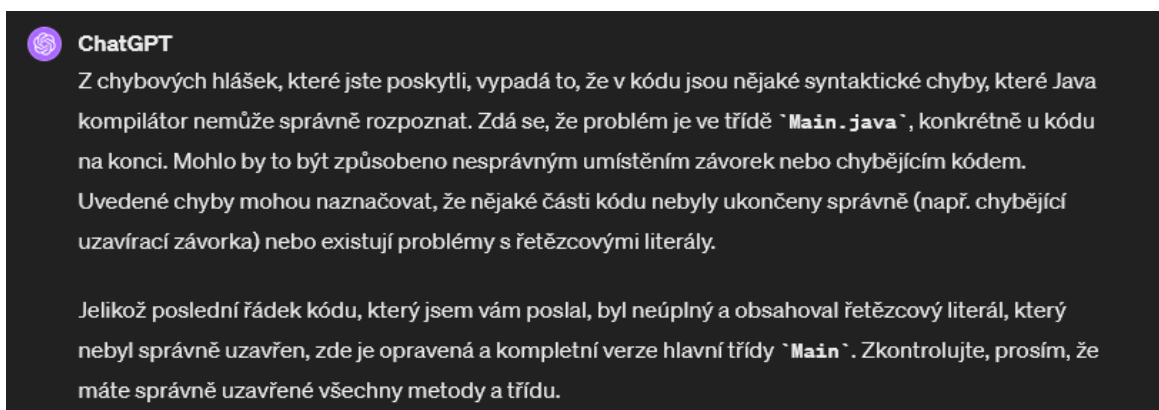 ChatGPT
Z chybových hlášek, které jste poskytli, vypadá to, že v kódu jsou nějaké syntaktické chyby, které Java
kompilátor nemůže správně rozpoznat. Zdá se, že problém je ve třídě `Main.java`, konkrétně u kódu
na konci. Mohlo by to být způsobeno nesprávným umístěním závorek nebo chybějícím kódem.
Uvedené chyby mohou naznačovat, že nějaké části kódu nebyly ukončeny správně (např. chybějící
uzavírací závorka) nebo existují problémy s řetězcovými literály.
Jelikož poslední řádek kódu, který jsem vám poslal, byl neúplný a obsahoval řetězcový literál, který
nebyl správně uzavřen, zde je opravená a kompletní verze hlavní třídy `Main`. Zkontrolujte, prosím, že
máte správně uzavřené všechny metody a třídu.